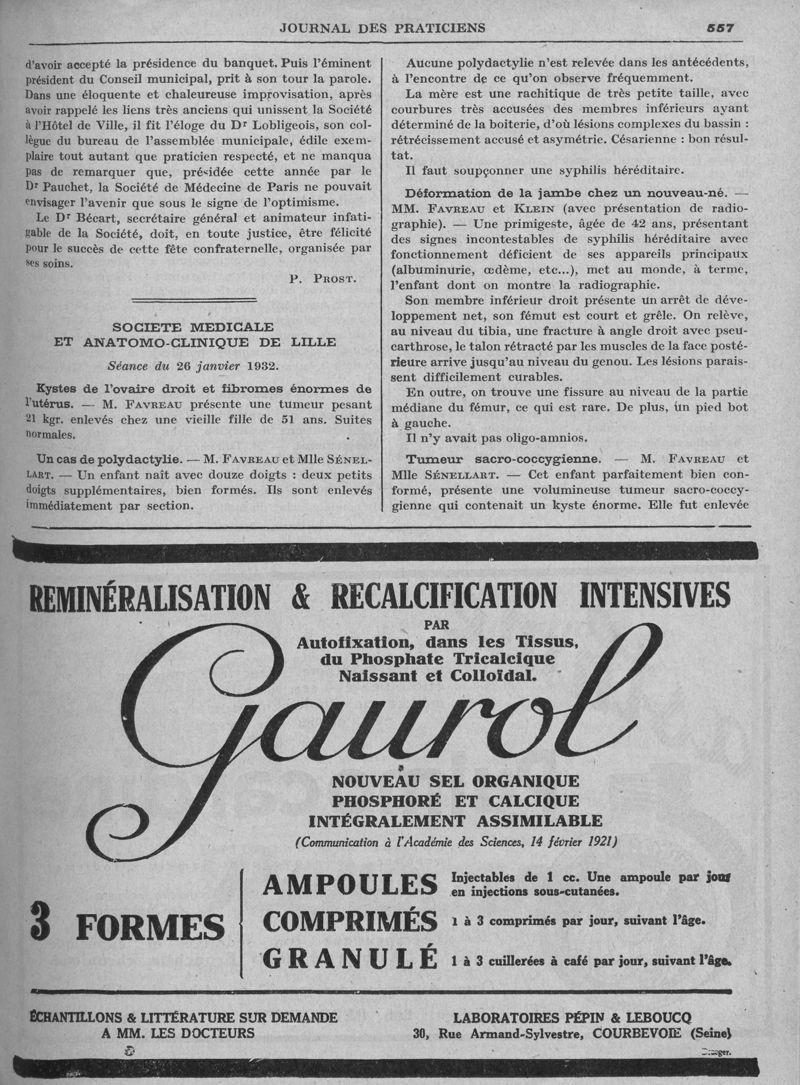 JOURNAL DES PRATICIENS 557
d'avoir accepté la présidence du banquet. Puis l'éminent
président du Conseil municipal, prit à son tour la parole.
Dans une éloquente et chaleureuse improvisation, après
avoir rappelé les liens très anciens qui unissent la Société
à l'Hôtel de Ville, il fit l'éloge du Dr Lobligeois, son col-
lègue du bureau de l'assemblée municipale, édile exem-
plaire tout autant que praticien respecté, et ne manqua
pas de remarquer que, présidée cette année par le
Dr Pauchet, la Société de Médecine de Paris ne pouvait
envisager l'avenir que sous le signe de l'optimisme.
Le Dr Bécart, secrétaire général et animateur infati-
gable de la Société, doit, en toute justice, être félicité
pour le succès de cette fête confraternelle, organisée par
ses soins.
P. PROST.
SOCIETE MEDICALE
ET ANATOMO-CLINIQUE DE LILLE
Séance du 26 janvier 1932.
Kystes de l'ovaire droit et fibromes énormes de
l'utérus. — M. FAVREAU présente une tumeur pesant
21 kgr. enlevés chez une vieille fille de 51 ans. Suites
normales.
Un cas de polydactylie. — M. FAVREAU et Mlle SÉNEL-
LART. — Un enfant naît avec douze doigts : deux petits
doigts supplémentaires, bien formés. Ils sont enlevés
immédiatement par section.
Aucune polydactylie n'est relevée dans les antécédents,
à l'encontre de ce qu'on observe fréquemment.
La mère est une rachitique de très petite taille, avec
courbures très accusées des membres inférieurs ayant
déterminé de la boiterie, d'où lésions complexes du bassin :
rétrécissement accusé et asymétrie. Césarienne : bon résul-
tat.
Il faut soupçonner une syphilis héréditaire.
Déformation de la jambe chez un nouveau-né. —
MM. FAVREAU et KLEIN (avec présentation de radio-
graphie). — Une primigeste, âgée de 42 ans, présentant
des signes incontestables de syphilis héréditaire avec
fonctionnement déficient de ses appareils principaux
(albuminurie, œdème, etc...), met au monde, à terme,
l'enfant dont on montre la radiographie.
Son membre inférieur droit présente un arrêt de déve-
loppement net, son fémut est court et grêle. On relève,
au niveau du tibia, une fracture à angle droit avec pseu-
carthrose, le talon rétracté par les muscles de la face posté-
rieure arrive jusqu'au niveau du genou. Les lésions parais-
sent difficilement curables.
En outre, on trouve une fissure au niveau de la partie
médiane du fémur, ce qui est rare. De plus, un pied bot
à gauche.
Il n'y avait pas oligo-amnios.
Tumeur sacro-coccygienne. — M. FAVREAU et
Mlle SÉNELLART. — Cet enfant parfaitement bien con-
formé, présente une volumineuse tumeur sacro-coccy-
gienne qui contenait un kyste énorme. Elle fut enlevée
REMINÉRALISATION & RECALCIFICATION INTENSIVES
PAR
Autofixation, dans les Tissus,
du Phosphate Tricalcique
Naissant et Colloïdal.
Gaurol
NOUVEAU SEL ORGANIQUE
PHOSPHORÉ ET CALCIQUE
INTÉGRALEMENT ASSIMILABLE
(Communication à l'Académie des Sciences, 14 février 1921)
3 FORMES
AMPOULES Injectables de 1 cc. Une ampoule par jour
en injections sous-cutanées.
COMPRIMÉS 1 à 3 comprimés par jour, suivant l'âge.
GRANULÉ 1 à 3 cuillerées à café par jour, suivant l'âge.
ÉCHANTILLONS & LITTÉRATURE SUR DEMANDE
A MM. LES DOCTEURS
LABORATOIRES PÉPIN & LEBOUCQ
30, Rue Armand-Sylvestre, COURBEVOIE (Seine)